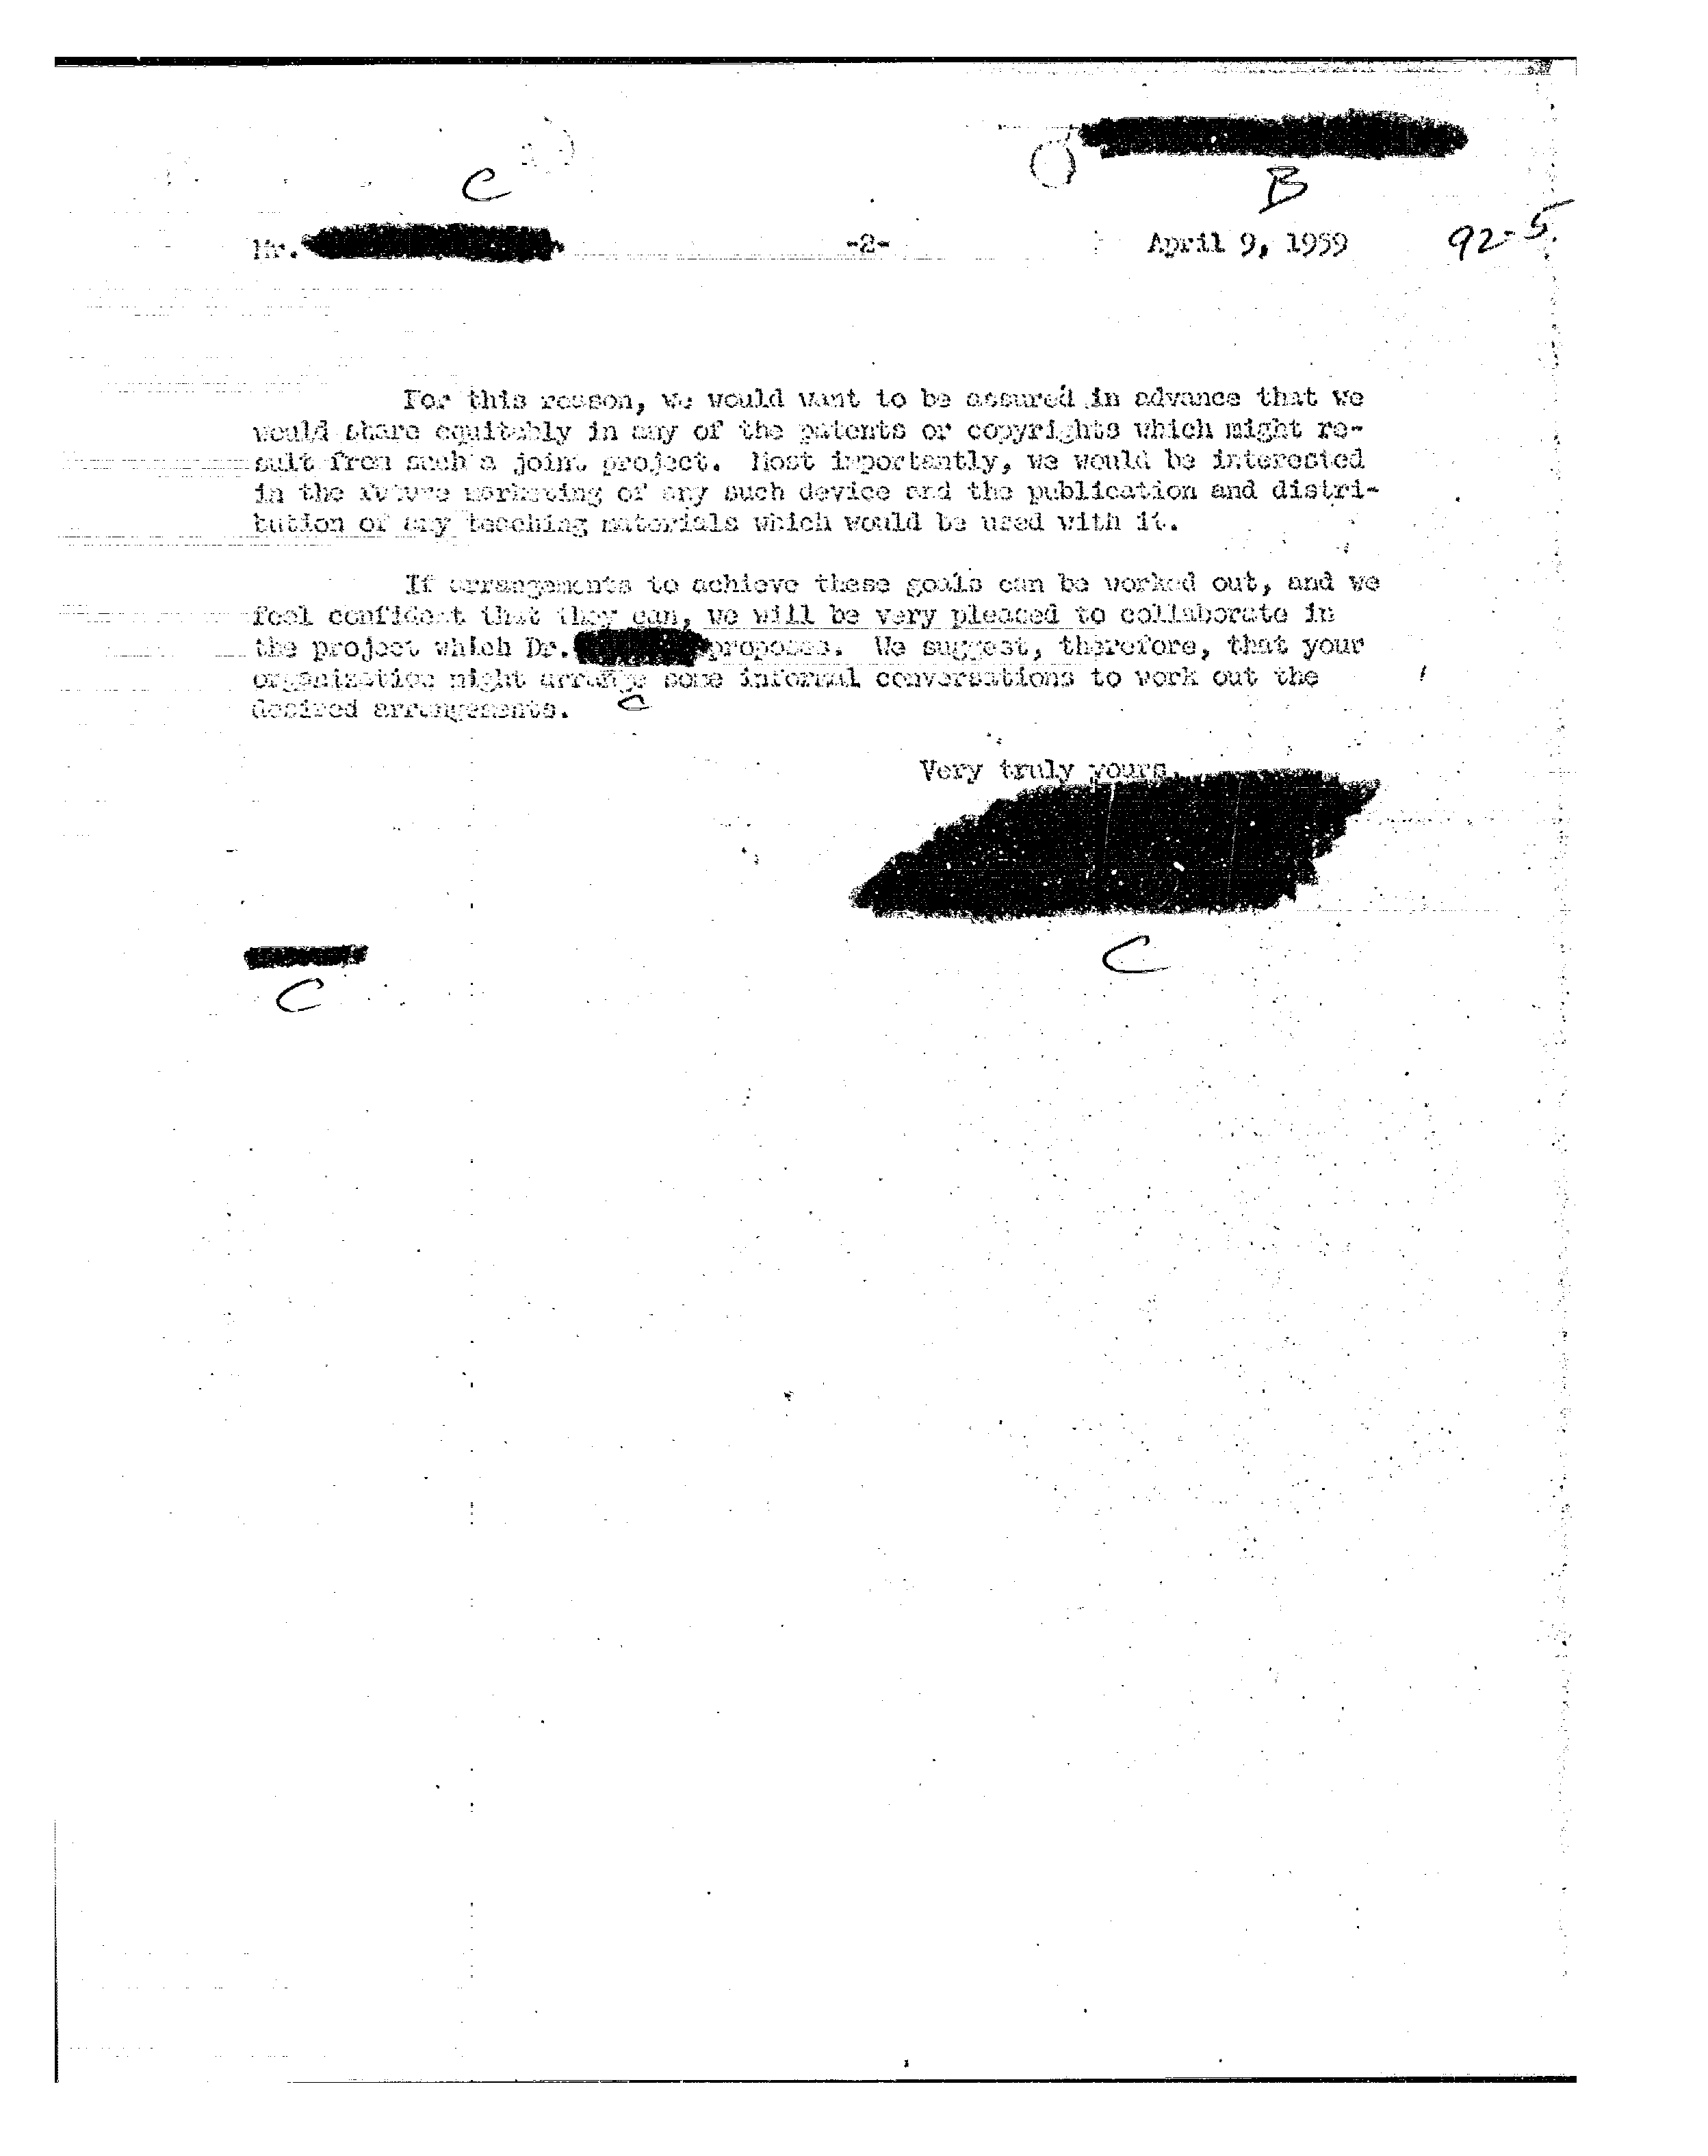 C
B
Mr. -2- April 9, 1959 92-5
For this reason, we would want to be assured in advance that we
would share equitably in any of the patents or copyrights which might re-
sult from such a joint project. Most importantly, we would be interested
in the future marketing of any such device and the publication and distri-
bution of any teaching materials which would be used with it.
If arrangements to achieve these goals can be worked out, and we
feel confident that they can, we will be very pleased to collaborate in
the project which Dr. proposes. We suggest, therefore, that your
organization might arrange some informal conversations to work out the
desired arrangements.
C
Very truly yours,
C
C